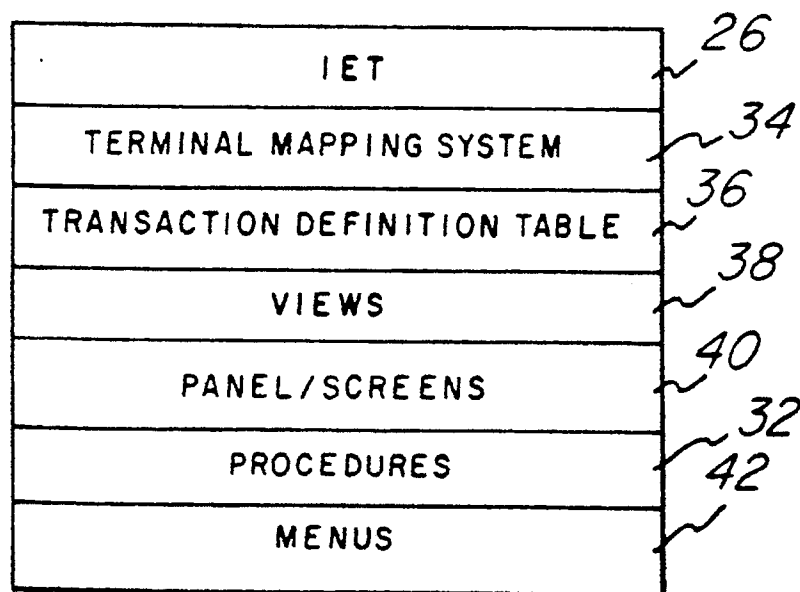 IET 26
TERMINAL MAPPING SYSTEM 34
TRANSACTION DEFINITION TABLE 36
VIEWS 38
PANEL/SCREENS 40
PROCEDURES 32
MENUS 42